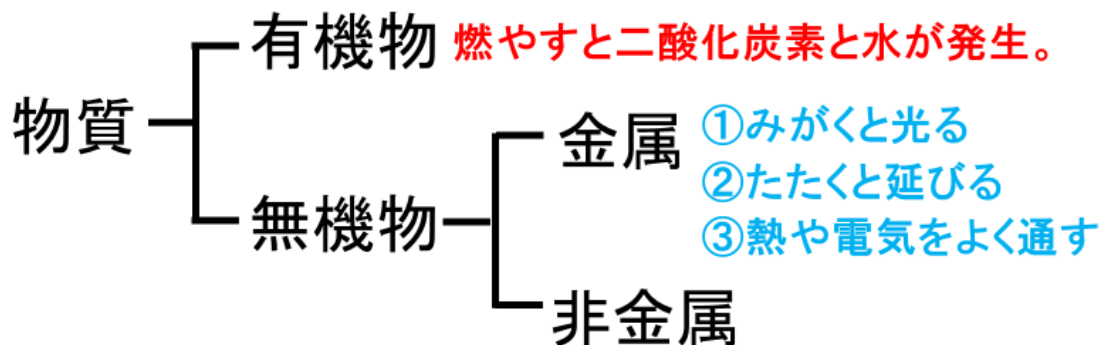 物質
有機物 燃やすと二酸化炭素と水が発生。
無機物
金属 ①みがくと光る
②たたくと延びる
③熱や電気をよく通す
非金属